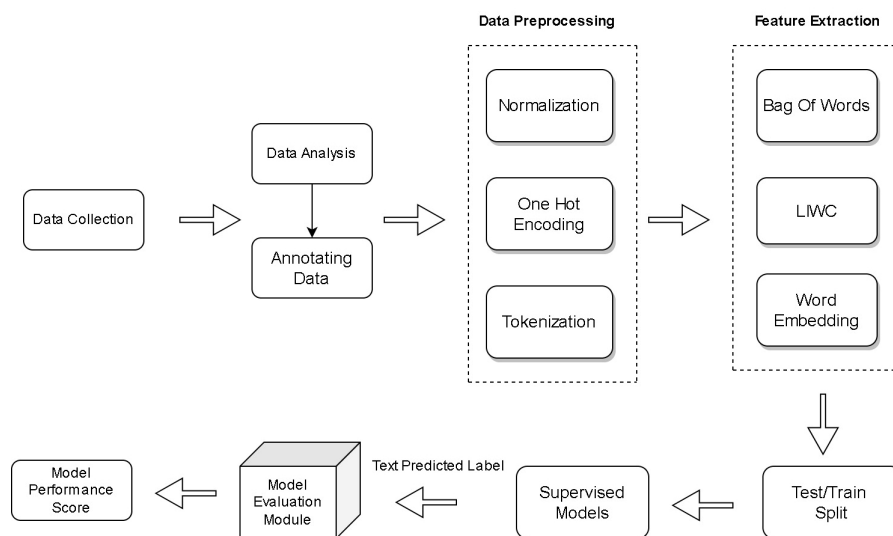 Data Preprocessing
Feature Extraction
Normalization
Bag Of Words
Data Analysis
Data Collection
One Hot
Encoding
LIWC
Annotating
Data
Tokenization
Word
Embedding
Model
Performance
Score
Model
Evaluation
Module
Text Predicted Label
Supervised
Models
Test/Train
Split